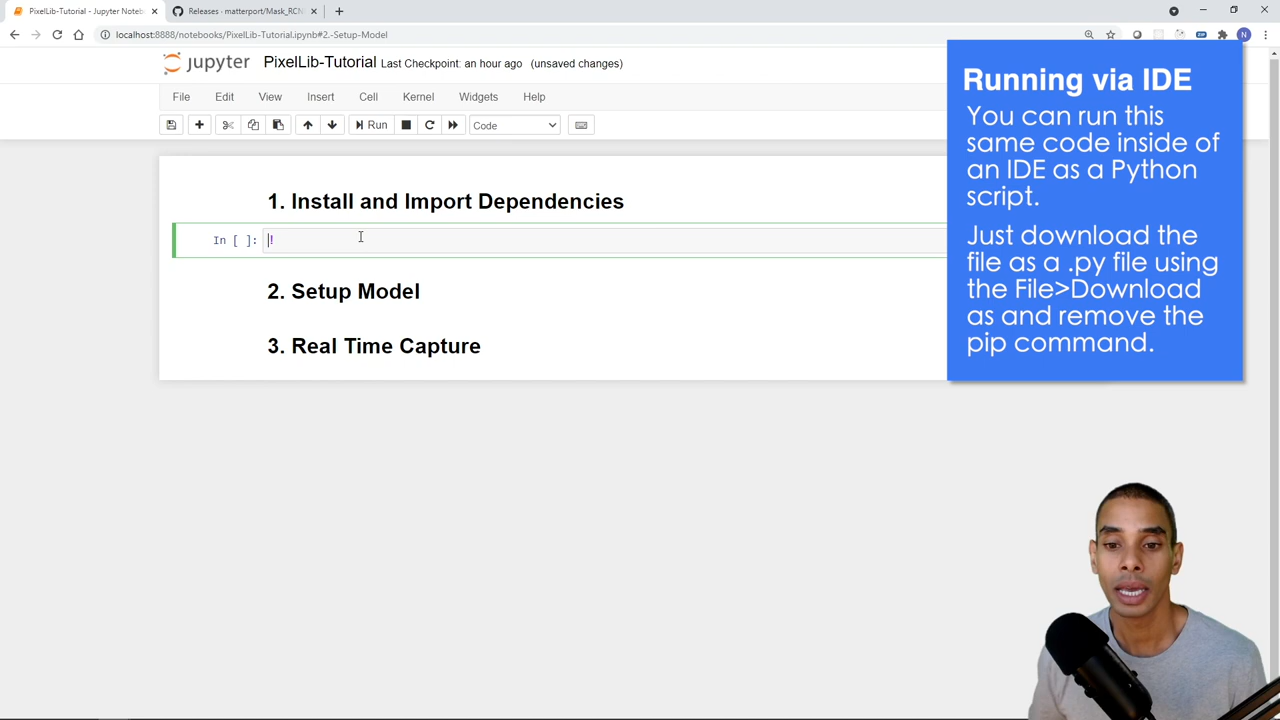 PixelLib-Tutorial - Jupyter Noteb
Releases · matterport/Mask_RCN
localhost:8888/notebooks/PixelLib-Tutorial.ipynb#2.-Setup-Model
N
jupyter PixelLib-Tutorial Last Checkpoint: an hour ago (unsaved changes)
File Edit View Insert Cell Kernel Widgets Help
Run Code
1. Install and Import Dependencies
In [ ]: !
2. Setup Model
3. Real Time Capture
Running via IDE
You can run this
same code inside of
an IDE as a Python
script.
Just download the
file as a .py file using
the File>Download
as and remove the
pip command.